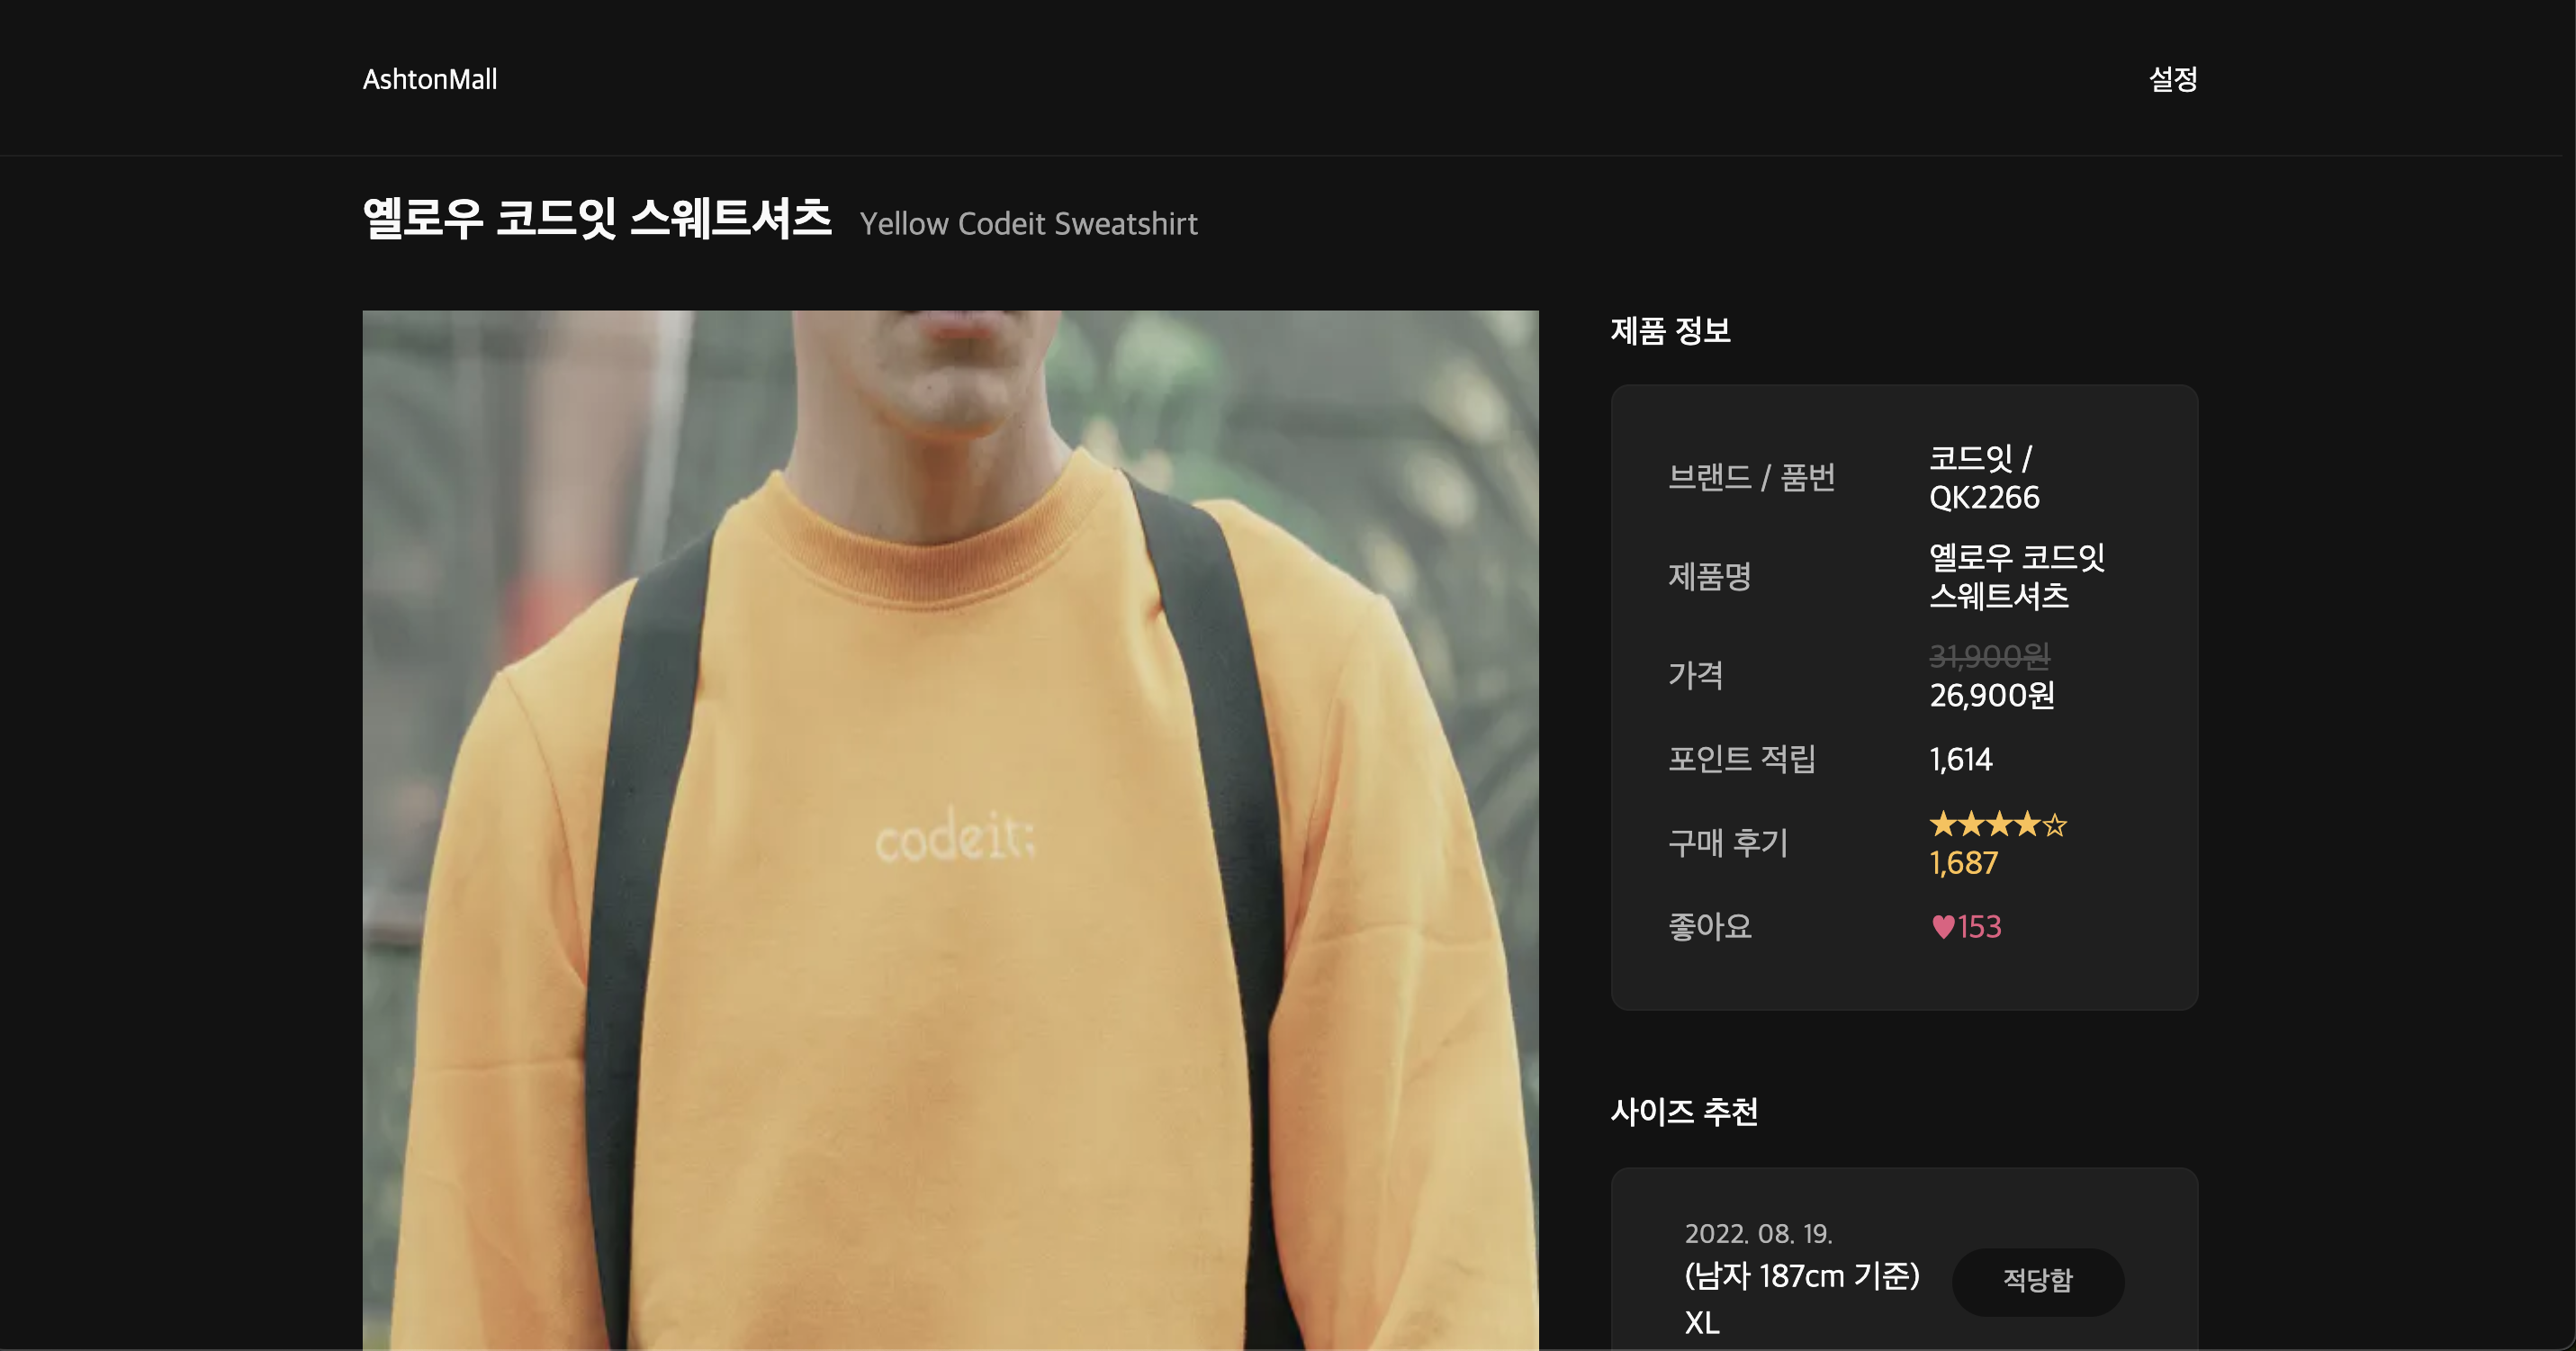 AshtonMall
설정
옐로우 코드잇 스웨트셔츠 Yellow Codeit Sweatshirt
codeit:
제품 정보
브랜드 / 품번
코드잇 /
QK2266
제품명
옐로우 코드잇
스웨트셔츠
가격
31,900원
26,900원
포인트 적립
1,614
구매 후기
★★★★☆
1,687
좋아요
♥153
사이즈 추천
2022. 08. 19.
(남자 187cm 기준)
XL
적당함